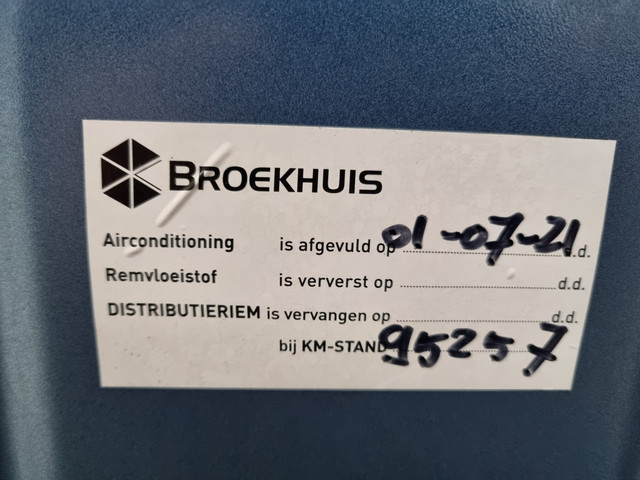 BROEKHUIS
Airconditioning is afgevuld op 01-07-21 d.d.
Remvloeistof is ververst op d.d.
DISTRIBUTIERIEM is vervangen op d.d.
bij KM-STAND 95257